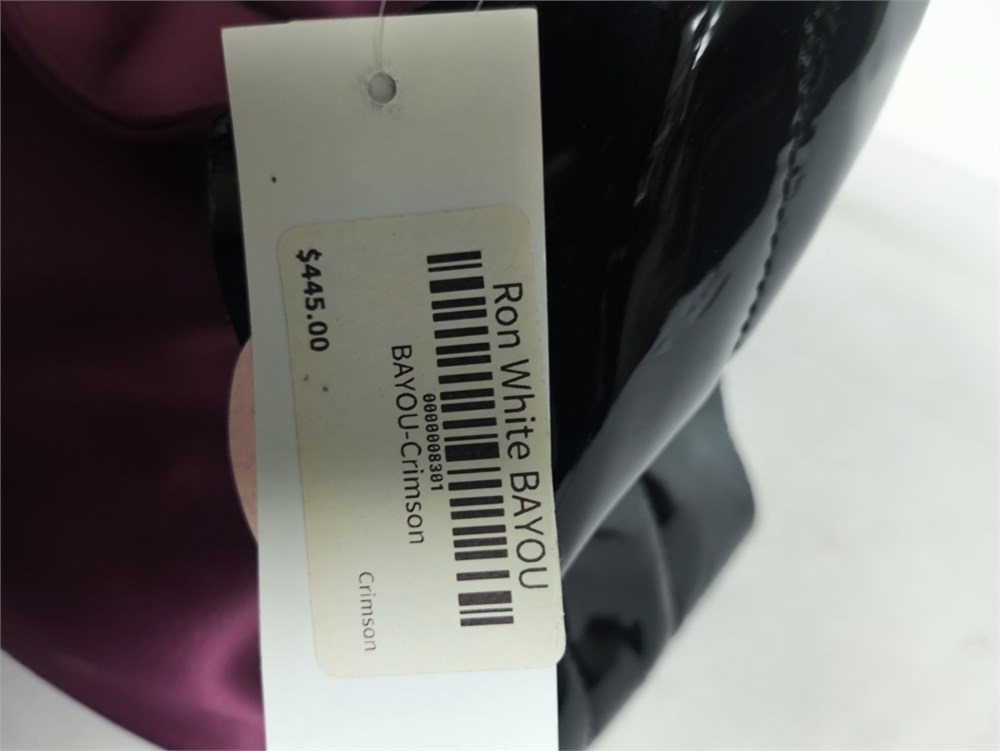 Ron White BAYOU
0000008301
BAYOU-Crimson
Crimson
$445.00